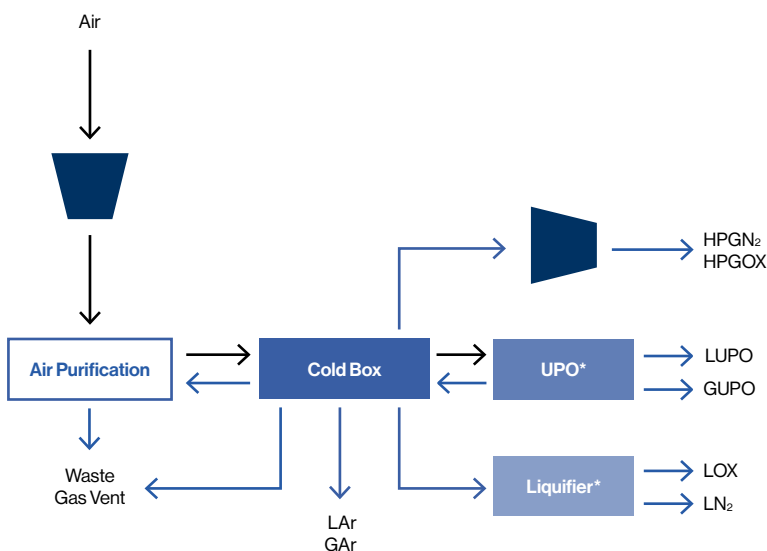 Air
HPGN₂
HPGOX
Air Purification
Cold Box
UPO*
LUPO
GUPO
Waste
Gas Vent
LAr
GAr
Liquifier*
LOX
LN₂